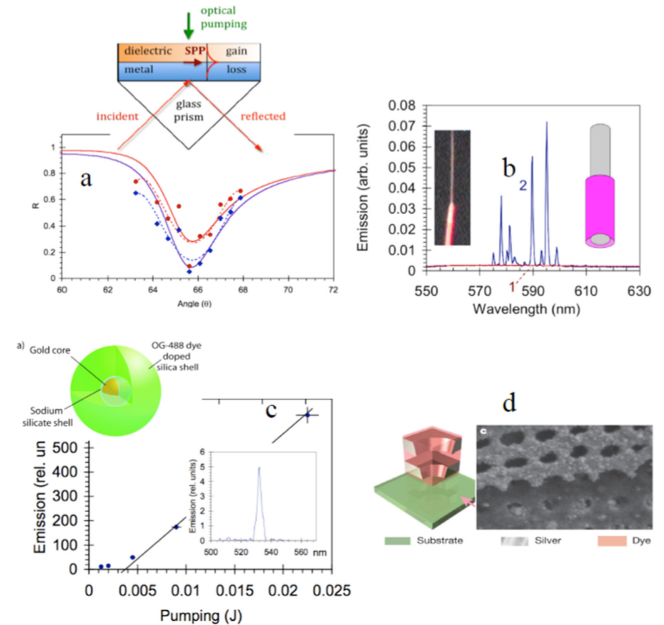 optical
pumping
dielectric SPP gain
metal loss
incident glass reflected
prism
a
R
1
0.8
0.6
0.4
0.2
0
60 62 64 66 68 70 72
Angle (θ)
b
Emission (arb. units)
0.08
0.07
0.06
0.05
0.04
0.03
0.02
0.01
0
2
1
550 570 590 610 630
Wavelength (nm)
a)
Gold core
OG-488 dye
doped
silica shell
Sodium
silicate shell
c
Emission (rel. un
500
400
300
200
100
0
0 0.005 0.01 0.015 0.02 0.025
Pumping (J)
Emission (rel. units)
6
5
4
3
2
1
0
500 520 540 560 nm
d
c
Substrate Silver Dye